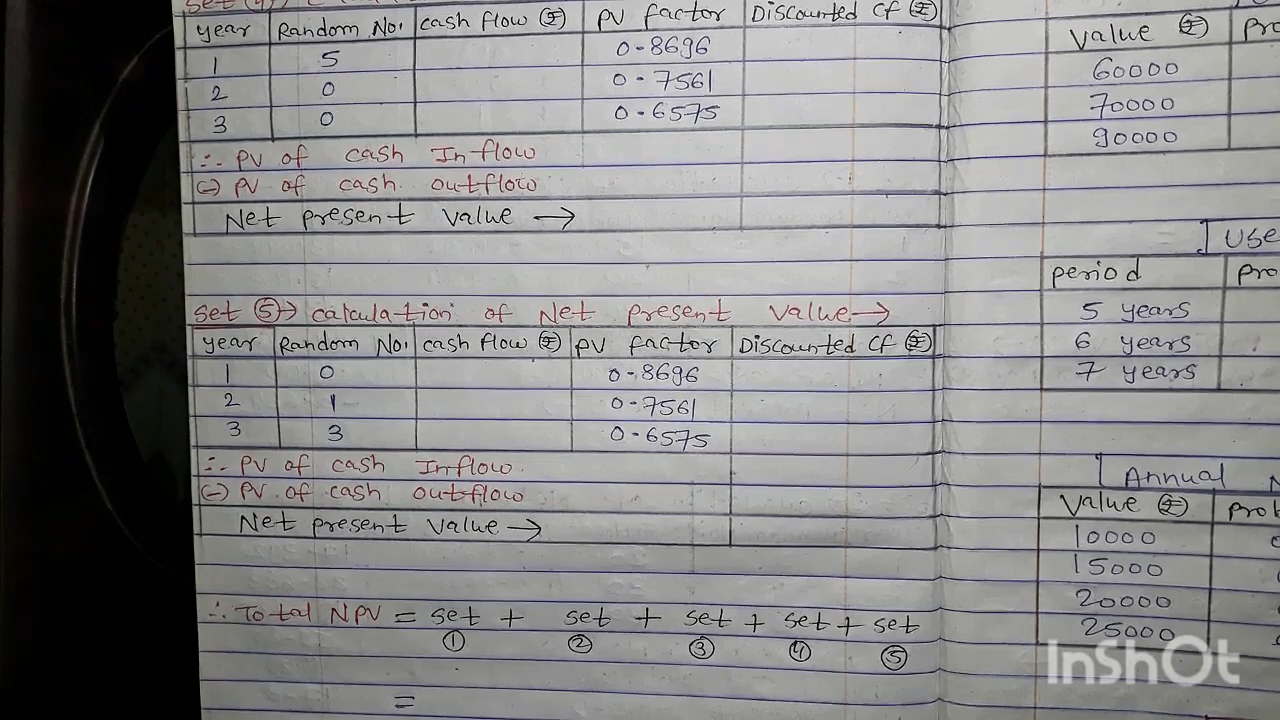 Set (4)
year Random No. cash flow (₹) PV factor Discounted CF (₹)
1 5 0-8696
2 0 0-7561
3 0 0-6575
∴ PV of cash Inflow
(-) PV of cash outflow
Net present value →
Set ⑤→ calculation of Net present value→
year Random No. cash flow (₹) PV factor Discounted CF (₹)
1 0 0-8696
2 1 0-7561
3 3 0-6575
∴ PV of cash Inflow
(-) PV of cash outflow
Net present value →
∴ Total NPV = set + set + set + set + set
① ② ③ ④ ⑤
=
value (₹)
60000
70000
90000
Use
period
5 years
6 years
7 years
Annual
value (₹)
10000
15000
20000
25000
InShOt